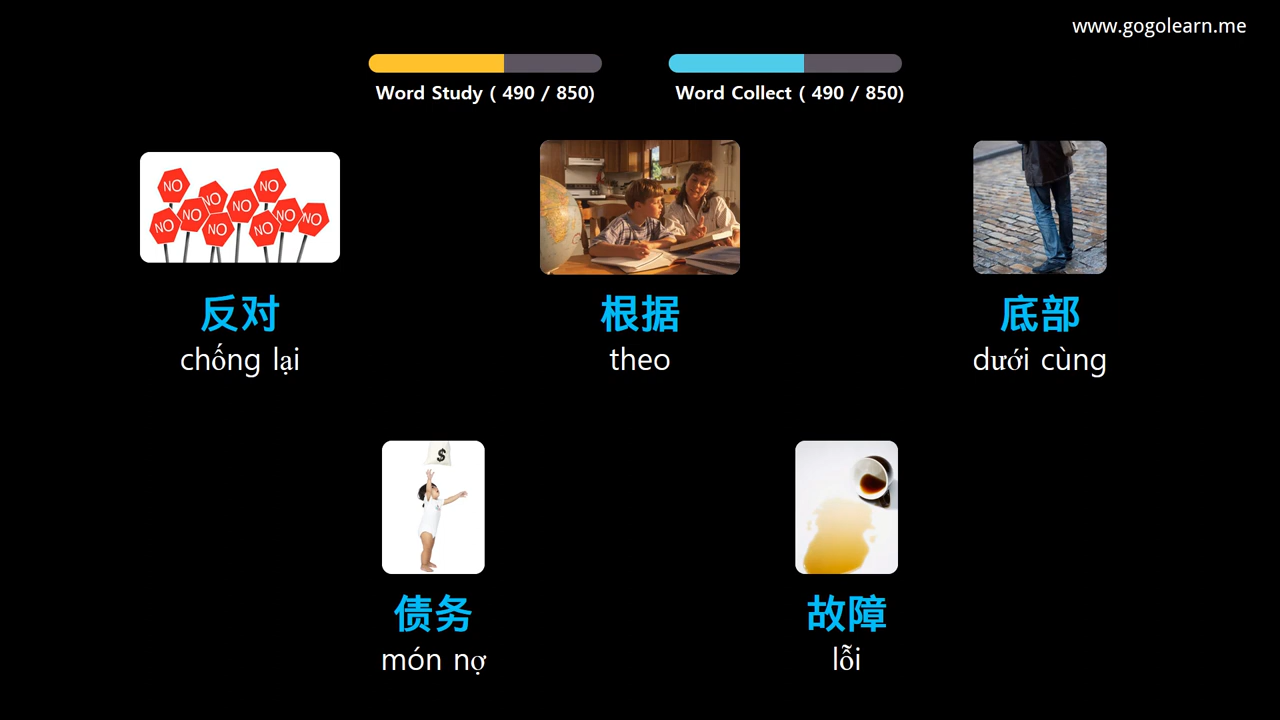 www.gogolearn.me
Word Study ( 490 / 850)
Word Collect ( 490 / 850)
NO NO NO NO NO NO NO NO NO NO
$
反对
chống lại
根据
theo
底部
dưới cùng
债务
món nợ
故障
lỗi